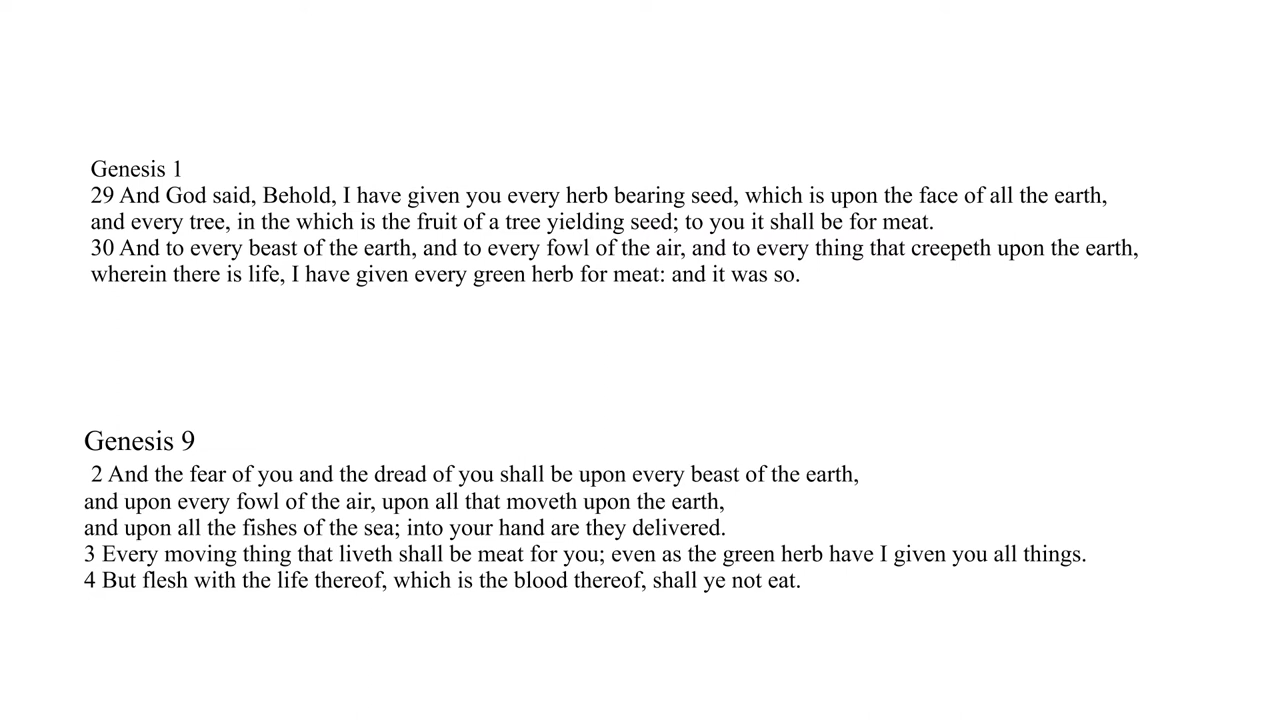 Genesis 1
29 And God said, Behold, I have given you every herb bearing seed, which is upon the face of all the earth,
and every tree, in the which is the fruit of a tree yielding seed; to you it shall be for meat.
30 And to every beast of the earth, and to every fowl of the air, and to every thing that creepeth upon the earth,
wherein there is life, I have given every green herb for meat: and it was so.
Genesis 9
2 And the fear of you and the dread of you shall be upon every beast of the earth,
and upon every fowl of the air, upon all that moveth upon the earth,
and upon all the fishes of the sea; into your hand are they delivered.
3 Every moving thing that liveth shall be meat for you; even as the green herb have I given you all things.
4 But flesh with the life thereof, which is the blood thereof, shall ye not eat.